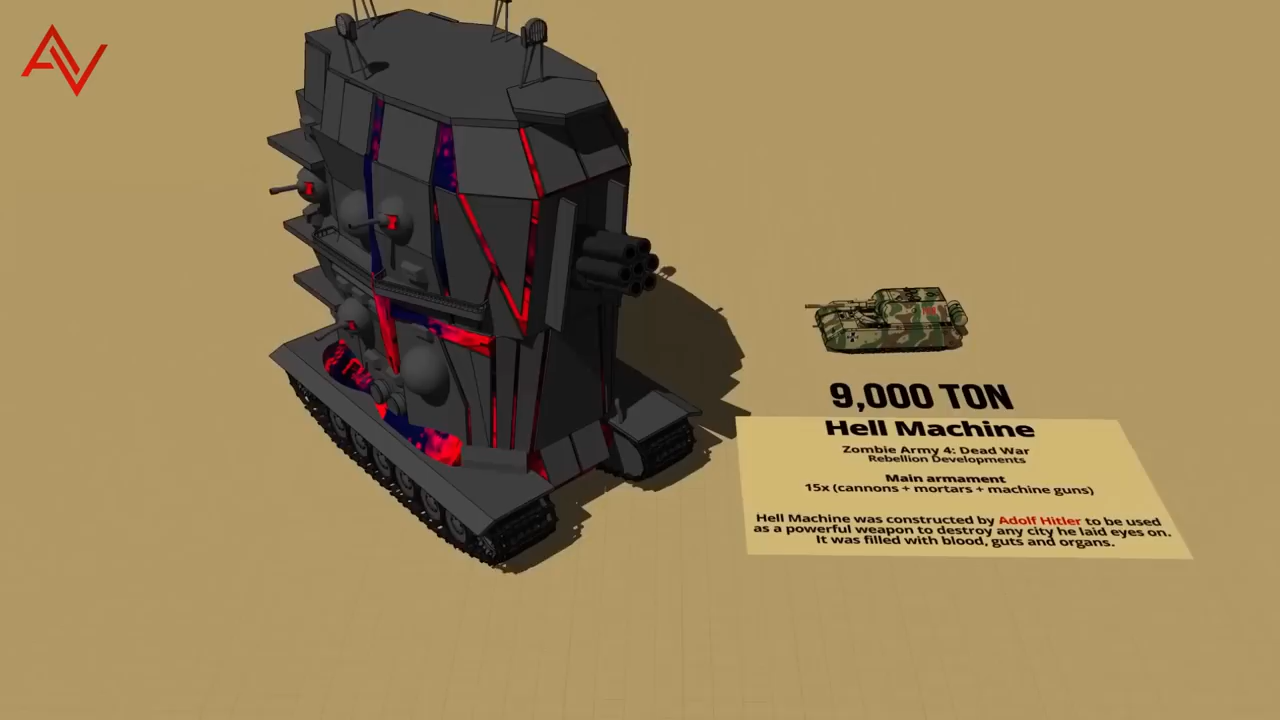 AV
9,000 TON
Hell Machine
Zombie Army 4: Dead War
Rebellion Developments
Main armament
15x (cannons + mortars + machine guns)
Hell Machine was constructed by Adolf Hitler to be used
as a powerful weapon to destroy any city he laid eyes on.
It was filled with blood, guts and organs.